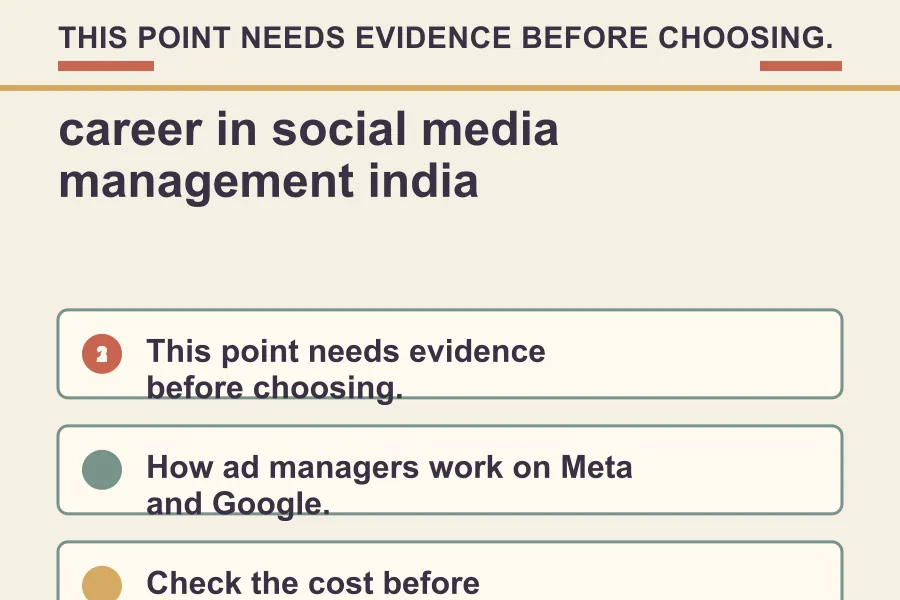 THIS POINT NEEDS EVIDENCE BEFORE CHOOSING.
career in social media
management india
This point needs evidence
before choosing.
How ad managers work on Meta
and Google.
Check the cost before